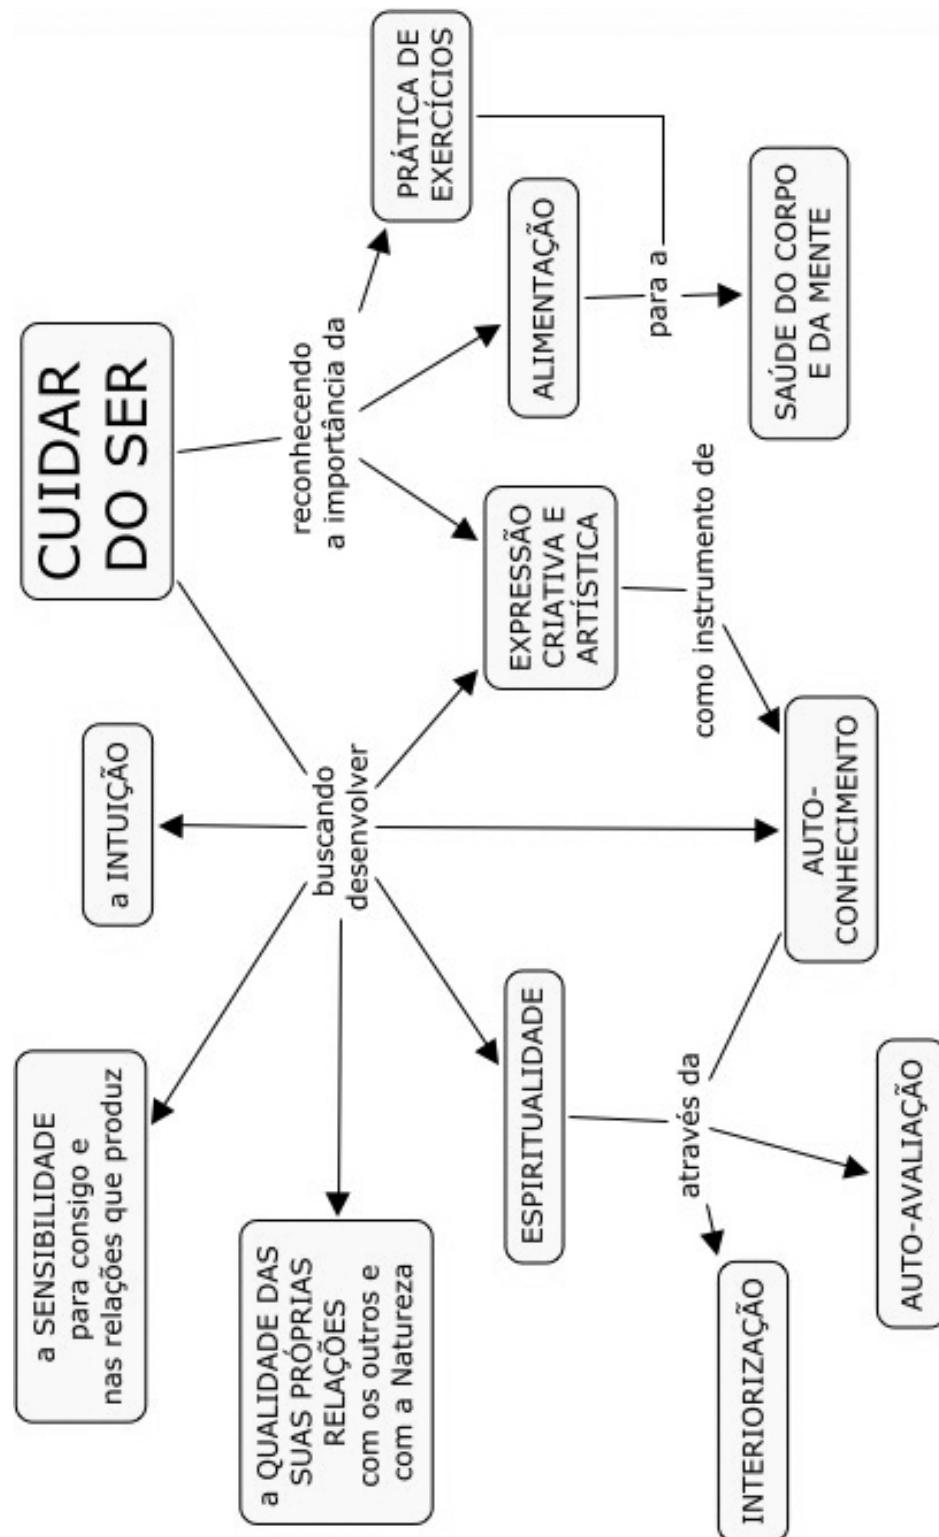 CUIDAR
DO SER
buscando
desenvolver
reconhecendo
a importância da
a SENSIBILIDADE
para consigo e
nas relações que produz
a INTUIÇÃO
a QUALIDADE DAS
SUAS PRÓPRIAS
RELAÇÕES
com os outros e
com a Natureza
ESPIRITUALIDADE
EXPRESSÃO
CRIATIVA E
ARTÍSTICA
ALIMENTAÇÃO
PRÁTICA DE
EXERCÍCIOS
através da
como instrumento de
para a
INTERIORIZAÇÃO
AUTO-AVALIAÇÃO
AUTO-
CONHECIMENTO
SAÚDE DO CORPO
E DA MENTE